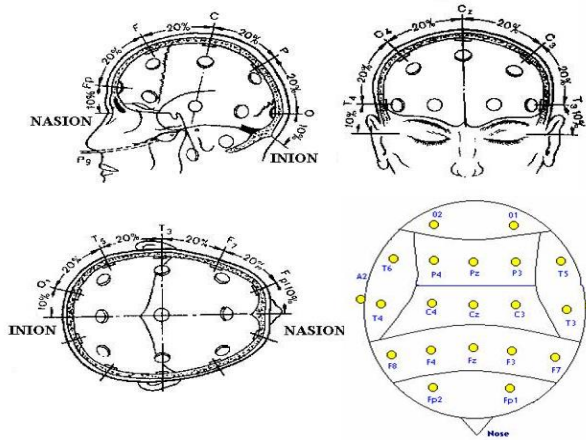 20% C 20%
F P
20% 20%
Fp O
10% 10%
NASION INION
Pg
Cz
20% 20%
C4 C3
20% 20%
T4 T3
10% 10%
T3
T5 20% 20% F7
20% 20%
O1 Fp1
10% 10%
INION NASION
O2 O1
T6 P4 Pz P3 T5
A2
T4 C4 Cz C3 T3
F8 F4 Fz F3 F7
Fp2 Fp1
Nose